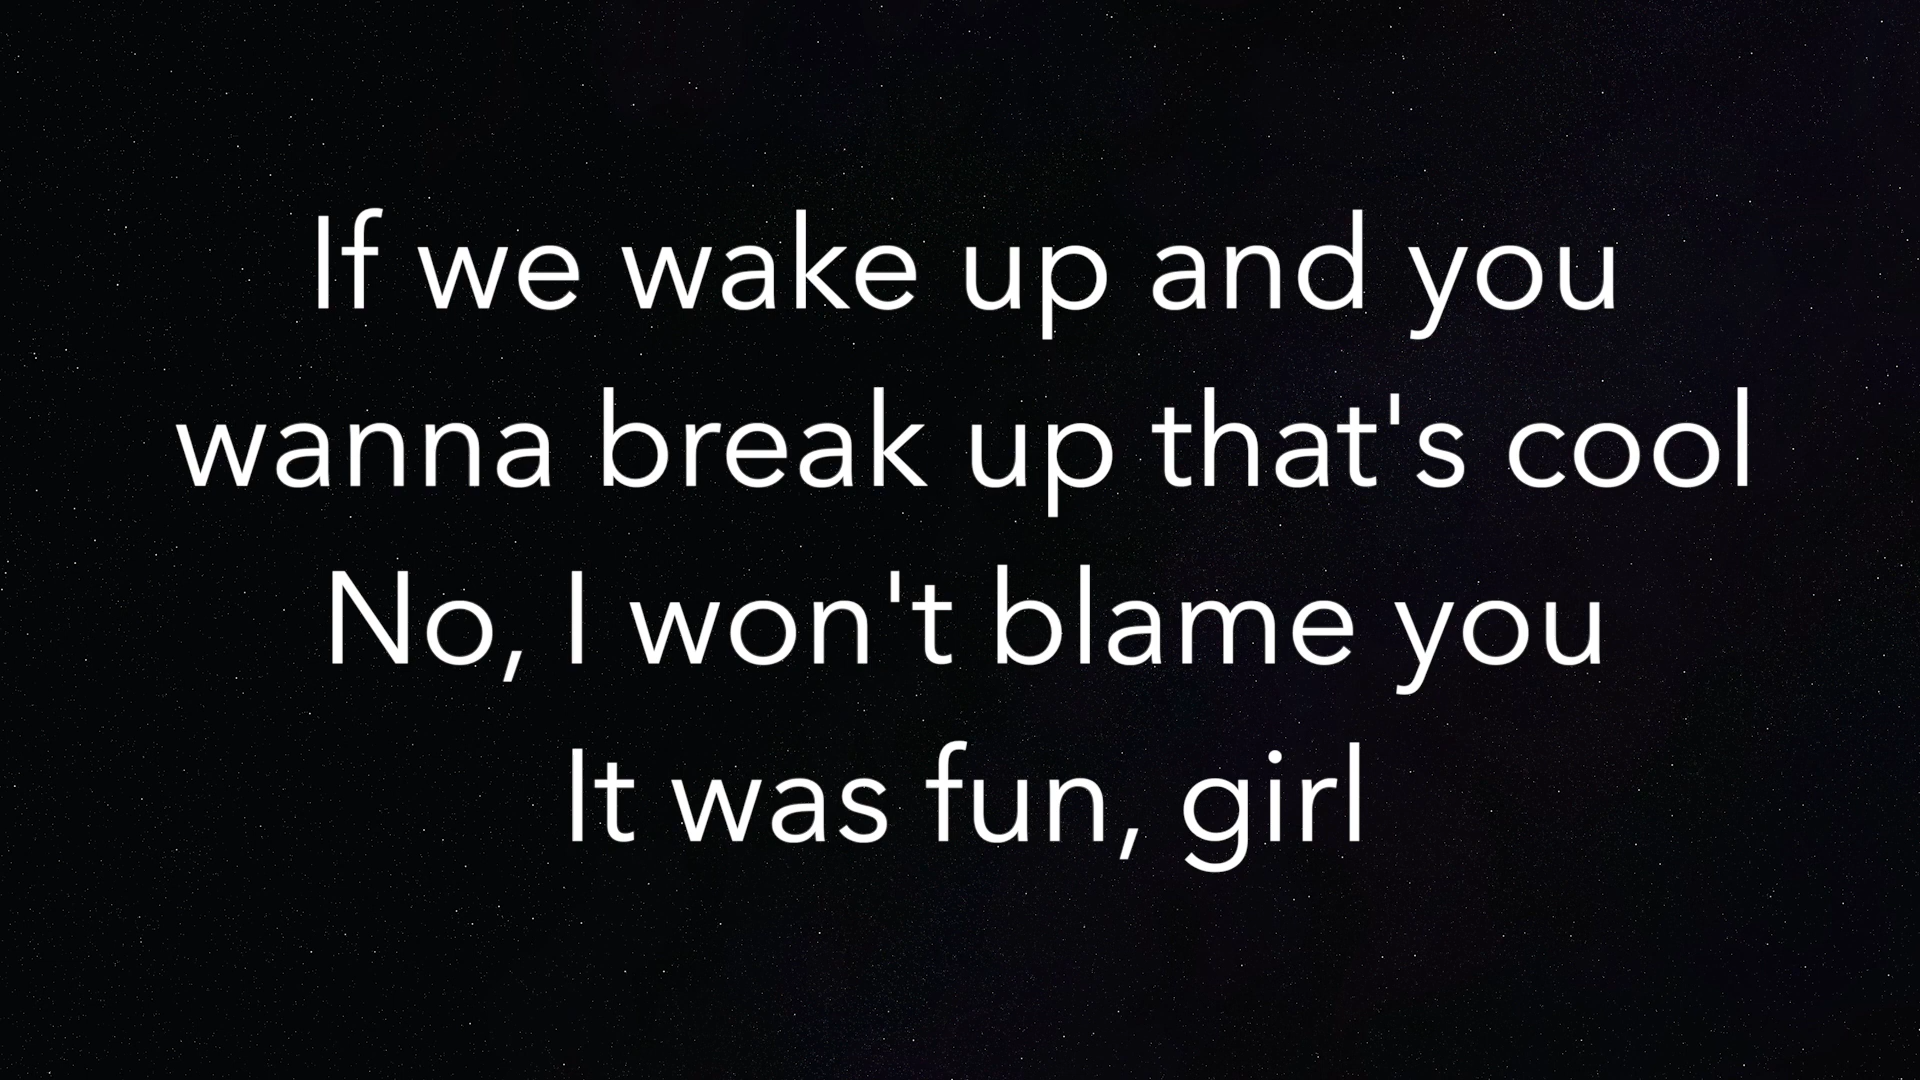 If we wake up and you
wanna break up that's cool
No, I won't blame you
It was fun, girl